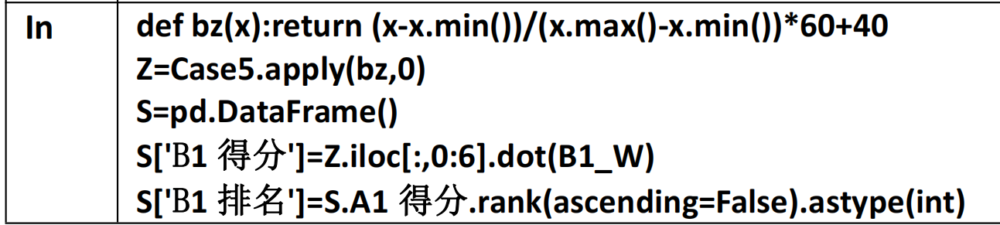 In
def bz(x):return (x-x.min())/(x.max()-x.min())*60+40
Z=Case5.apply(bz,0)
S=pd.DataFrame()
S['B1 得分']=Z.iloc[:,0:6].dot(B1_W)
S['B1 排名']=S.A1 得分.rank(ascending=False).astype(int)